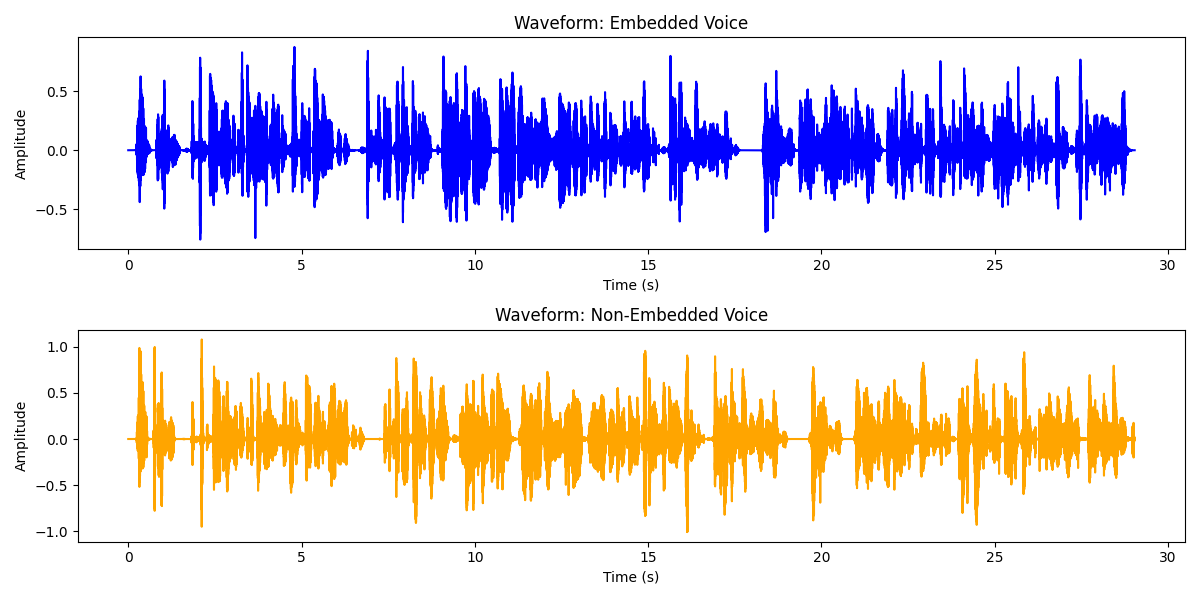 Waveform: Embedded Voice
Amplitude
0.5
0.0
−0.5
0 5 10 15 20 25 30
Time (s)
Waveform: Non-Embedded Voice
Amplitude
1.0
0.5
0.0
−0.5
−1.0
0 5 10 15 20 25 30
Time (s)